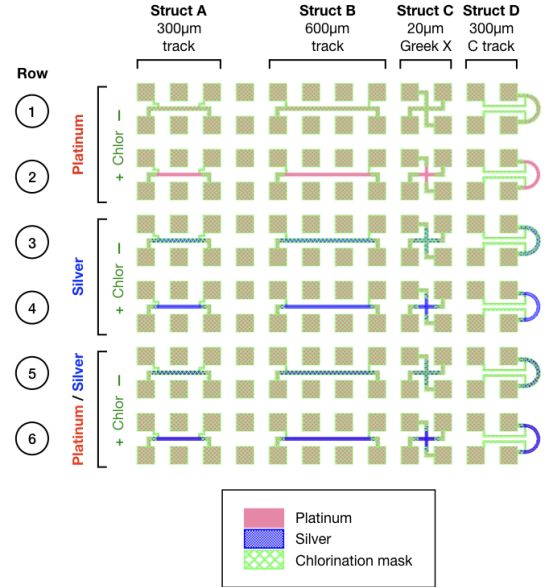 Struct A
300µm
track
Struct B
600µm
track
Struct C
20µm
Greek X
Struct D
300µm
C track
Row
1
2
3
4
5
6
Platinum
+ Chlor –
Silver
+ Chlor –
Platinum / Silver
+ Chlor –
Platinum
Silver
Chlorination mask